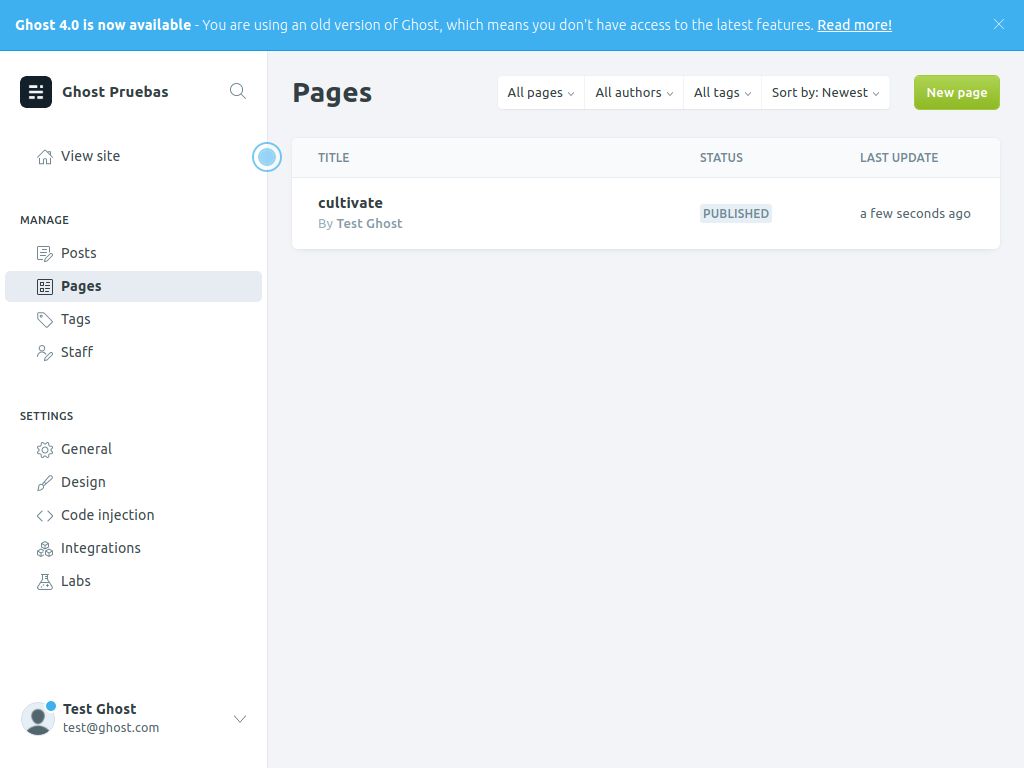 Ghost 4.0 is now available - You are using an old version of Ghost, which means you don't have access to the latest features. Read more!
Ghost Pruebas
View site
MANAGE
Posts
Pages
Tags
Staff
SETTINGS
General
Design
Code injection
Integrations
Labs
Test Ghost
test@ghost.com
Pages
All pages
All authors
All tags
Sort by: Newest
New page
TITLE STATUS LAST UPDATE
cultivate
By Test Ghost
PUBLISHED
a few seconds ago